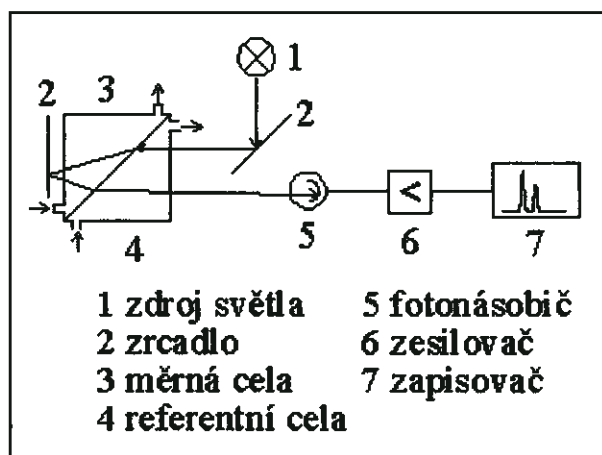 1
2
3
2
4
5
6
7
<
1 zdroj světla
2 zrcadlo
3 měrná cela
4 referentní cela
5 fotonásobič
6 zesilovač
7 zapisovač